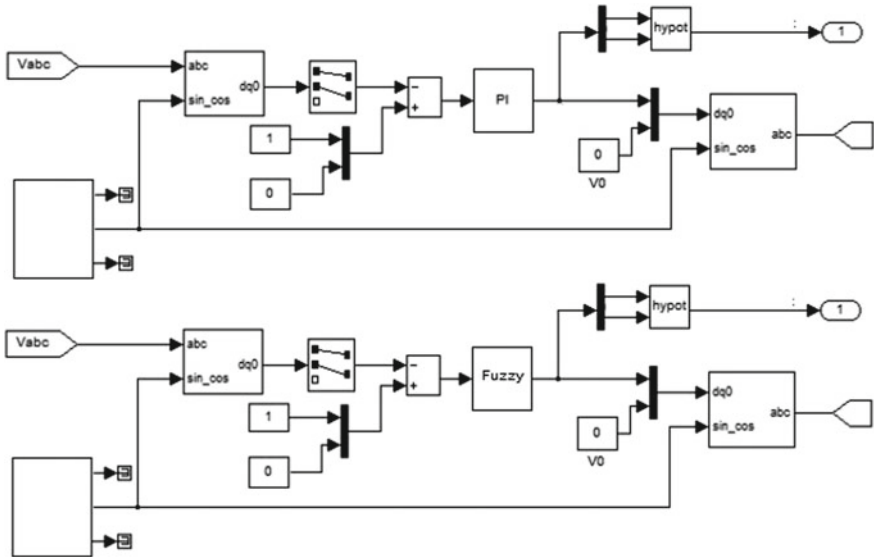 hypot
:
1
Vabc
abc
dq0
sin_cos
-
+
PI
1
0
0
V0
dq0
abc
sin_cos
hypot
:
1
Vabc
abc
dq0
sin_cos
-
+
Fuzzy
1
0
0
V0
dq0
abc
sin_cos